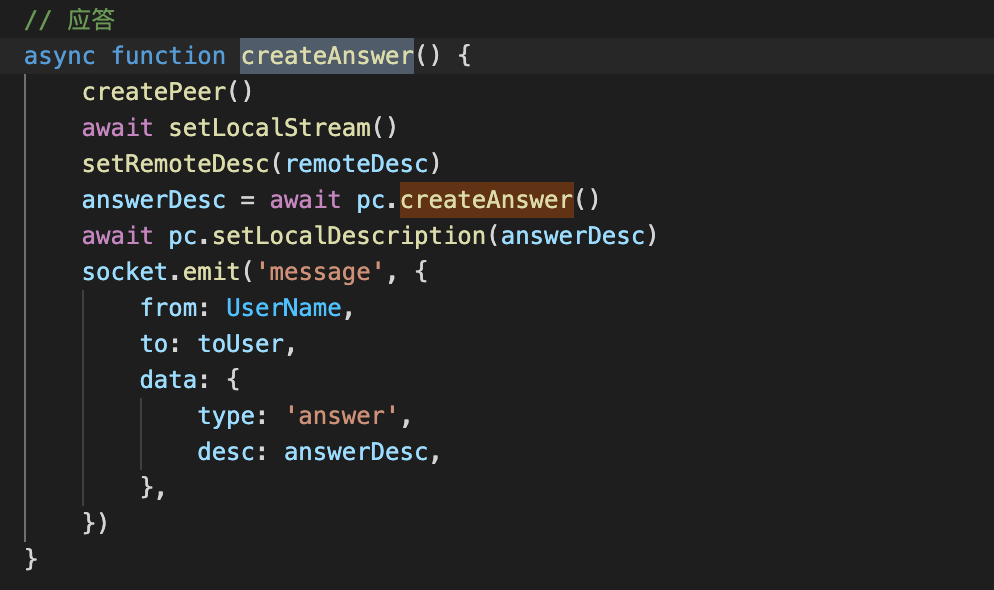 // 应答
async function createAnswer() {
    createPeer()
    await setLocalStream()
    setRemoteDesc(remoteDesc)
    answerDesc = await pc.createAnswer()
    await pc.setLocalDescription(answerDesc)
    socket.emit('message', {
        from: UserName,
        to: toUser,
        data: {
            type: 'answer',
            desc: answerDesc,
        },
    })
}